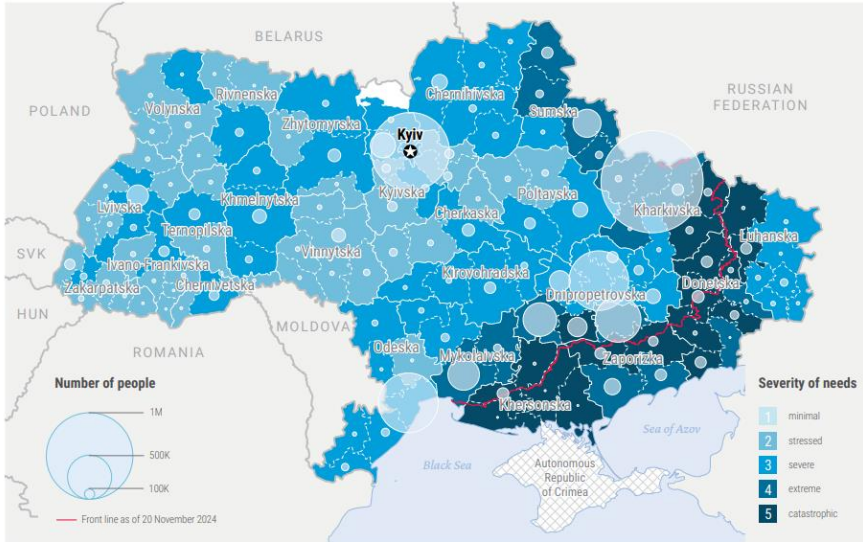 BELARUS
POLAND
RUSSIAN
FEDERATION
Volynska
Rivnenska
Zhytomyrska
Chernihivska
Sumska
Kyiv
Kyivska
Lvivska
Ternopilska
Khmelnytska
Cherkaska
Poltavska
Kharkivska
Luhanska
SVK
Ivano Frankivska
Vinnytska
Kirovohradska
Dnipropetrovska
Donetska
Zakarpatska
Chernivetska
HUN
MOLDOVA
ROMANIA
Odeska
Mykolaivska
Zaporizka
Khersonska
Number of people
1M
500K
100K
Front line as of 20 November 2024
Black Sea
Sea of Azov
Autonomous
Republic
of Crimea
Severity of needs
1 minimal
2 stressed
3 severe
4 extreme
5 catastrophic